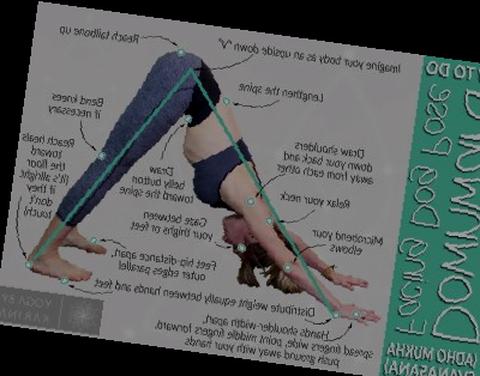 Reach tailbone up
Imagine your body as an upside down "V"
Lengthen the spine
Bend knees
if necessary
Draw shoulders
down your back and
away from each other
Reach heels
toward
the floor
(it's alright
if they
don't
touch)
Draw
belly button
toward the spine
Relay your neck
Gaze between
your thighs or feet
Microbend your
elbows
Feet hip-distance apart,
outer edges
parallel
Distribute weight equally between hands and feet
Hands shoulder-width apart,
spread fingers wide, point middle fingers forward,
push ground away with your hands
YOGA BY
KARINA
TO DO
DOWNWARD
Facing Dog Pose
(ADHO MUKHA